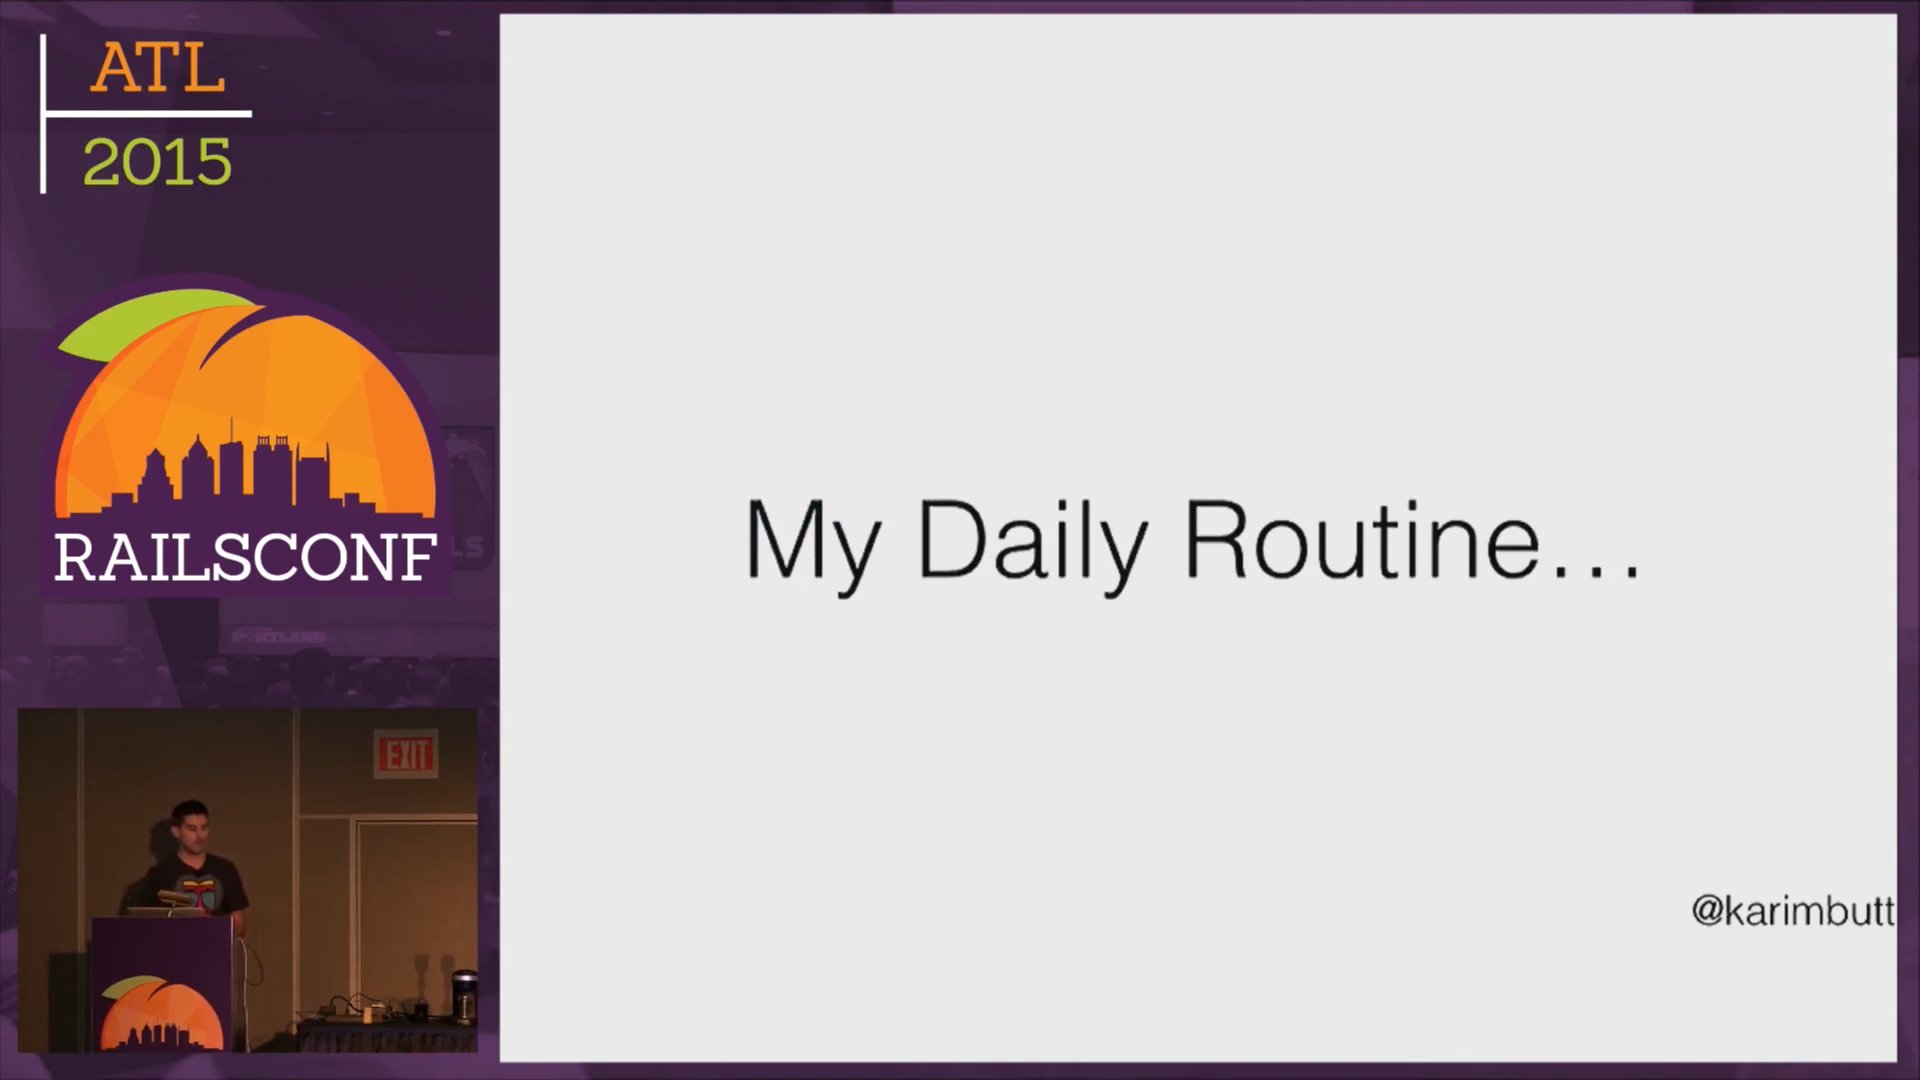 ATL
2015
RAILSCONF
EXIT
My Daily Routine...
@karimbutt